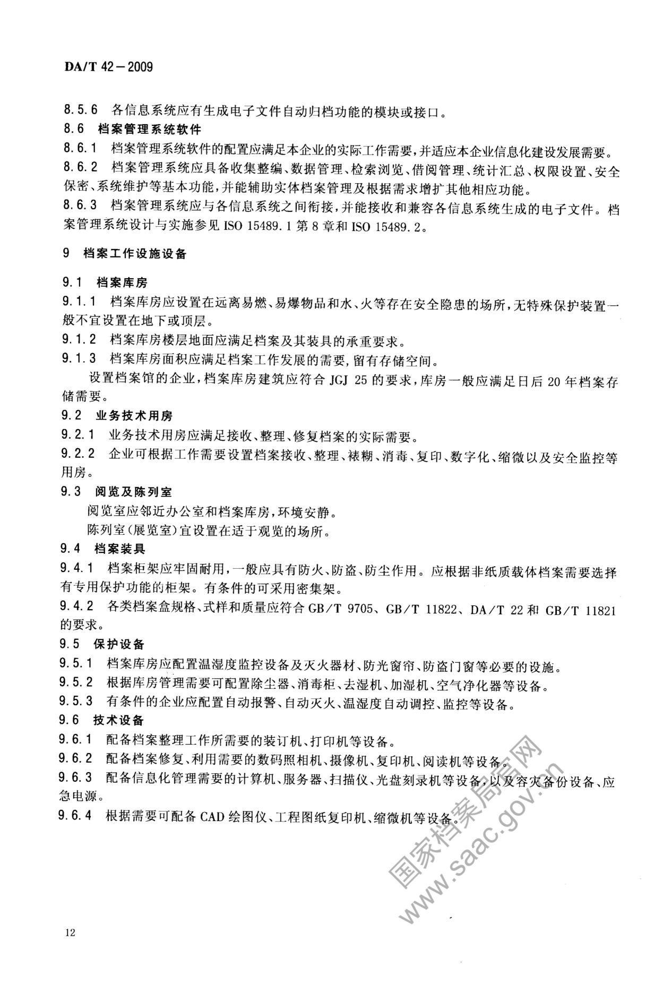 DA/T 42－2009
8.5.6 各信息系统应有生成电子文件自动归档功能的模块或接口。
8.6 档案管理系统软件
8.6.1 档案管理系统软件的配置应满足本企业的实际工作需要，并适应本企业信息化建设发展需要。
8.6.2 档案管理系统应具备收集整编、数据管理、检索浏览、借阅管理、统计汇总、权限设置、安全
保密、系统维护等基本功能，并能辅助实体档案管理及根据需求增扩其他相应功能。
8.6.3 档案管理系统应与各信息系统之间衔接，并能接收和兼容各信息系统生成的电子文件。档
案管理系统设计与实施参见 ISO 15489.1 第 8 章和 ISO 15489.2。
9 档案工作设施设备
9.1 档案库房
9.1.1 档案库房应设置在远离易燃、易爆物品和水、火等存在安全隐患的场所，无特殊保护装置一
般不宜设置在地下或顶层。
9.1.2 档案库房楼层地面应满足档案及其装具的承重要求。
9.1.3 档案库房面积应满足档案工作发展的需要，留有存储空间。
设置档案馆的企业，档案库房建筑应符合 JGJ 25 的要求，库房一般应满足日后 20 年档案存
储需要。
9.2 业务技术用房
9.2.1 业务技术用房应满足接收、整理、修复档案的实际需要。
9.2.2 企业可根据工作需要设置档案接收、整理、裱糊、消毒、复印、数字化、缩微以及安全监控等
用房。
9.3 阅览及陈列室
阅览室应邻近办公室和档案库房，环境安静。
陈列室（展览室）宜设置在适于观览的场所。
9.4 档案装具
9.4.1 档案柜架应牢固耐用，一般应具有防火、防盗、防尘作用。应根据非纸质载体档案需要选择
有专用保护功能的柜架。有条件的可采用密集架。
9.4.2 各类档案盒规格、式样和质量应符合 GB/T 9705、GB/T 11822、DA/T 22 和 GB/T 11821
的要求。
9.5 保护设备
9.5.1 档案库房应配置温湿度监控设备及灭火器材、防光窗帘、防盗门窗等必要的设施。
9.5.2 根据库房管理需要可配置除尘器、消毒柜、去湿机、加湿机、空气净化器等设备。
9.5.3 有条件的企业应配置自动报警、自动灭火、温湿度自动调控、监控等设备。
9.6 技术设备
9.6.1 配备档案整理工作所需要的装订机、打印机等设备。
9.6.2 配备档案修复、利用需要的数码照相机、摄像机、复印机、阅读机等设备。
9.6.3 配备信息化管理需要的计算机、服务器、扫描仪、光盘刻录机等设备，以及容灾备份设备、应
急电源。
9.6.4 根据需要可配备 CAD 绘图仪、工程图纸复印机、缩微机等设备。
国家档案局官网
www.saac.gov.cn
12